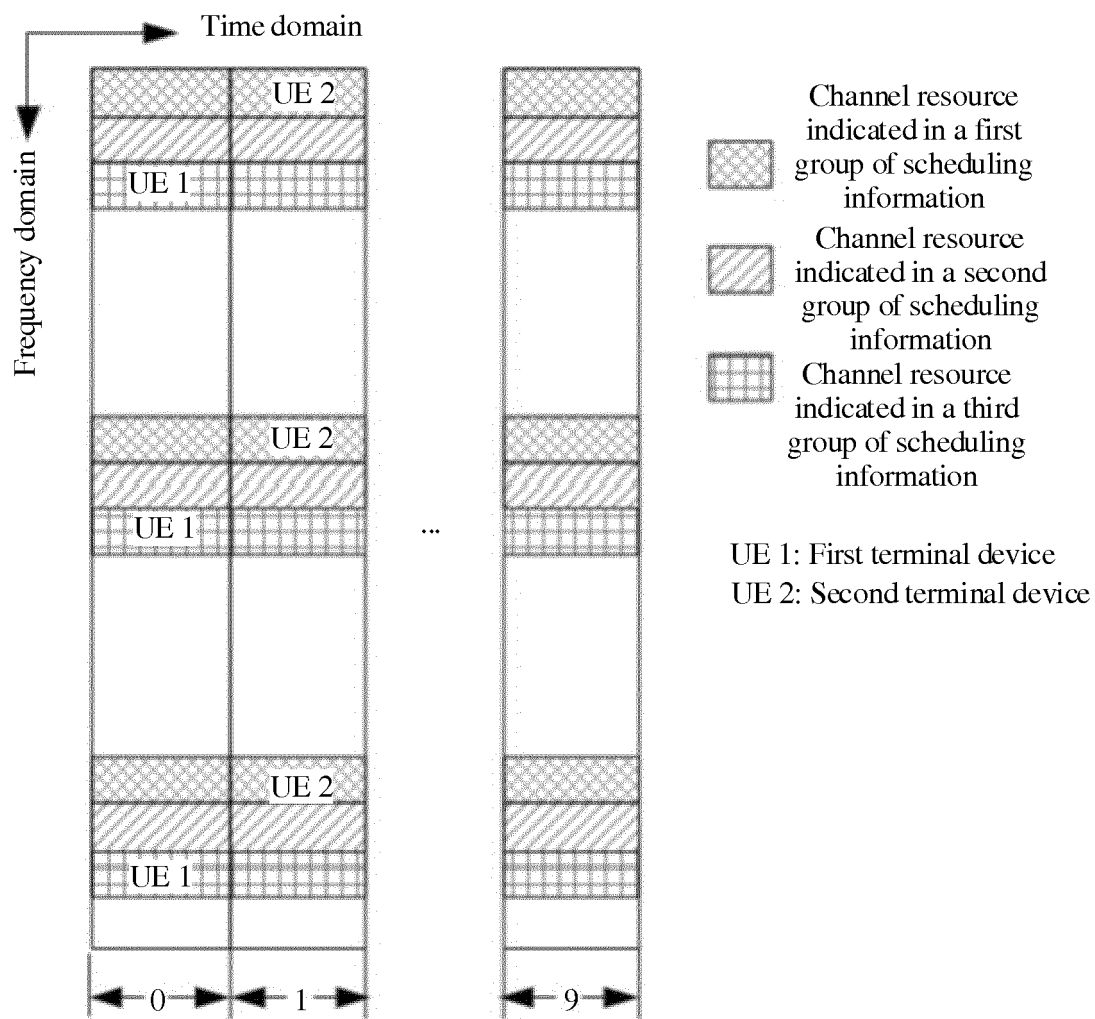 Time domain
Frequency domain
UE 2
UE 1
UE 2
UE 1
...
UE 2
UE 1
0
1
9
Channel resource
indicated in a first
group of scheduling
information
Channel resource
indicated in a second
group of scheduling
information
Channel resource
indicated in a third
group of scheduling
information
UE 1: First terminal device
UE 2: Second terminal device